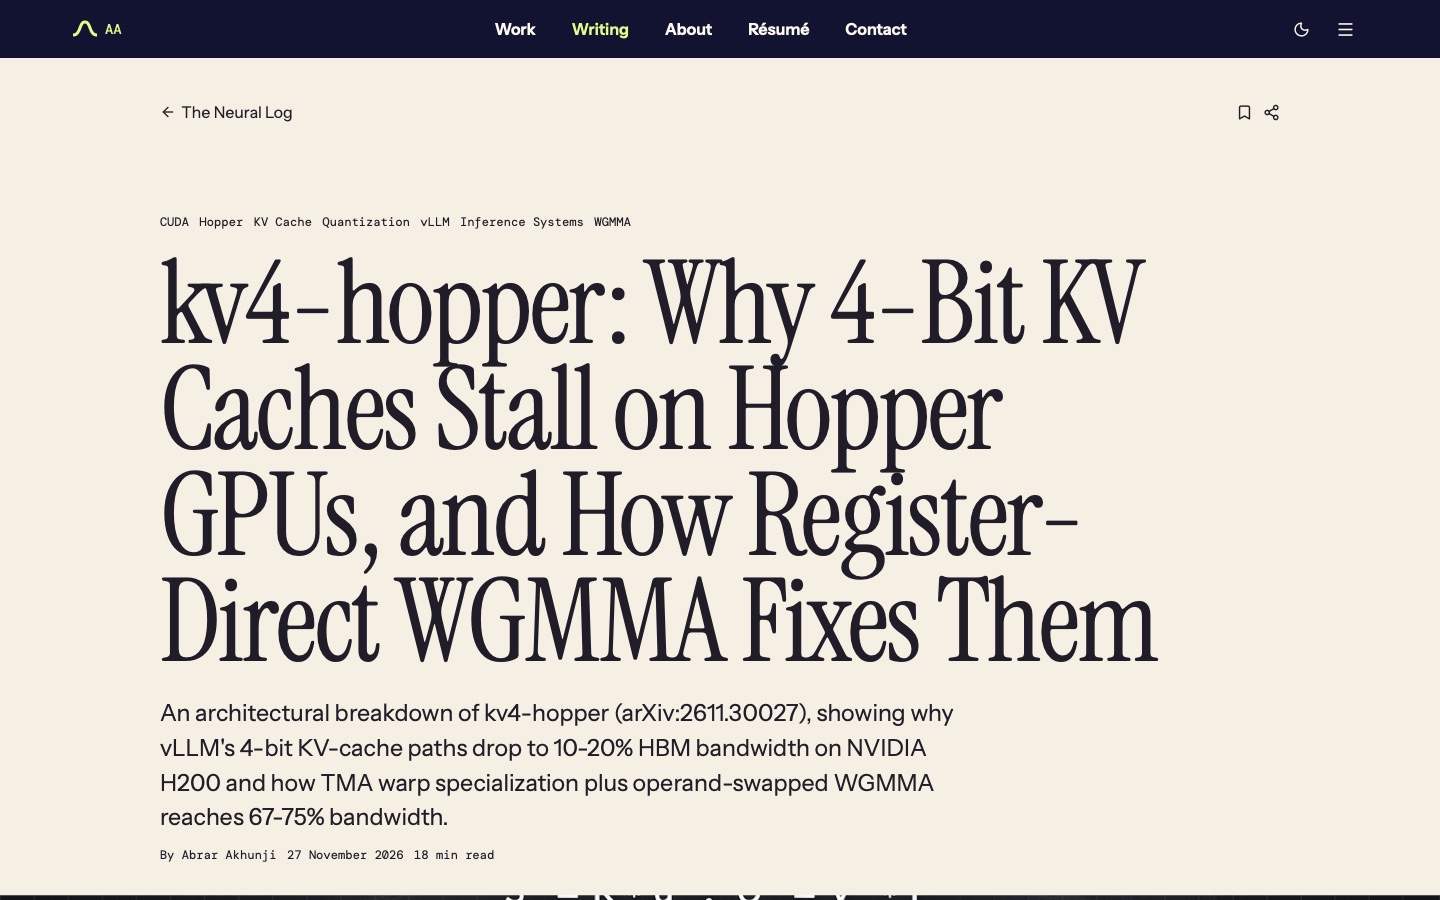 AA
Work Writing About Résumé Contact
← The Neural Log
CUDA Hopper KV Cache Quantization vLLM Inference Systems WGMMA
kv4-hopper: Why 4-Bit KV
Caches Stall on Hopper
GPUs, and How Register-
Direct WGMMA Fixes Them
An architectural breakdown of kv4-hopper (arXiv:2611.30027), showing why
vLLM's 4-bit KV-cache paths drop to 10-20% HBM bandwidth on NVIDIA
H200 and how TMA warp specialization plus operand-swapped WGMMA
reaches 67-75% bandwidth.
By Abrar Akhunji 27 November 2026 18 min read